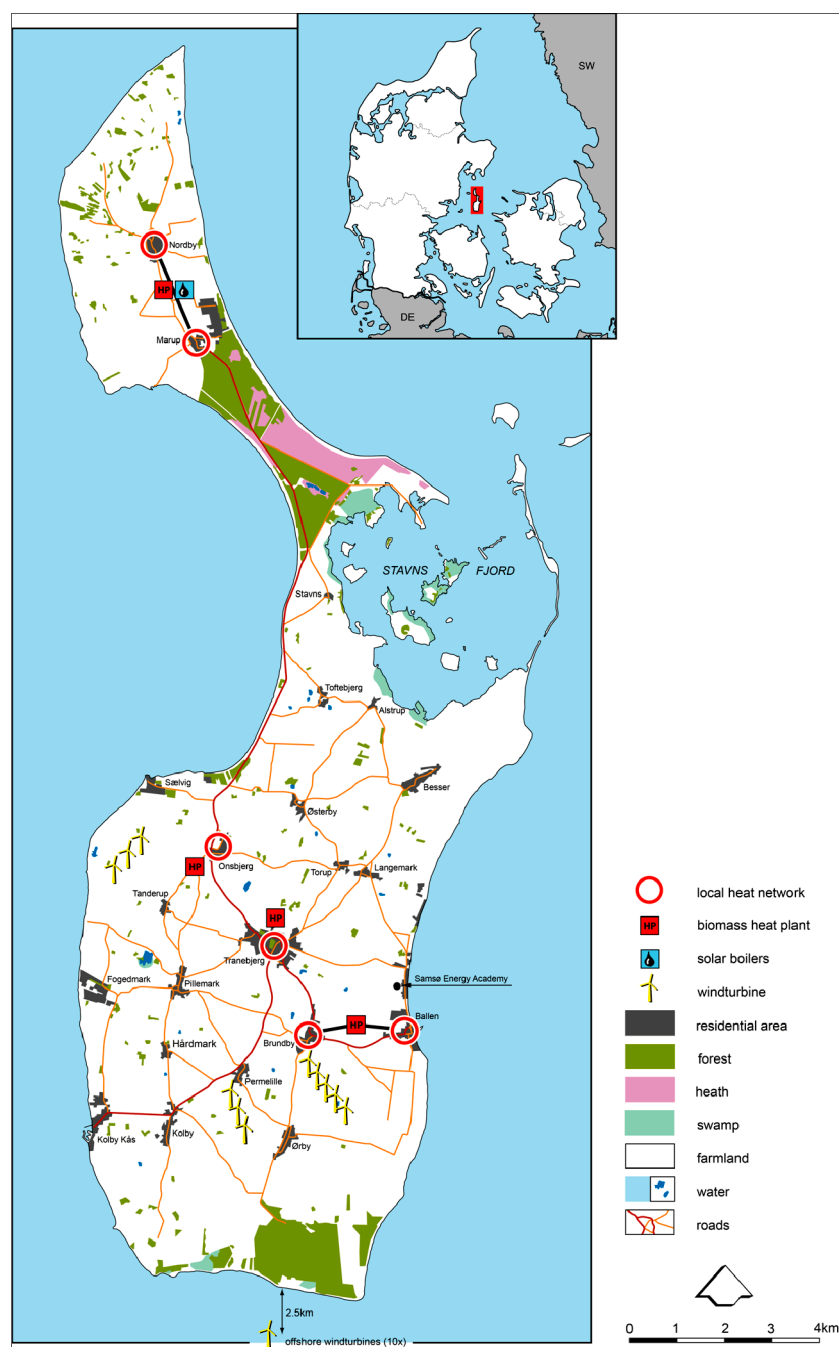 SW
DE
Nordby
HP
Marup
STAVNS FJORD
Stavns
Toftebjerg
Alstrup
Sælvig
Besser
Østerby
Onsbjerg
HP
Torup
Langemark
Tanderup
HP
Tranebjerg
Fogedmark
Pillemark
Samsø Energy Academy
Ballen
HP
Brundby
Hårdmark
Permelille
Kolby Kås
Kolby
Ørby
2.5km
offshore windturbines (10x)
local heat network
HP biomass heat plant
solar boilers
windturbine
residential area
forest
heath
swamp
farmland
water
roads
0 1 2 3 4km